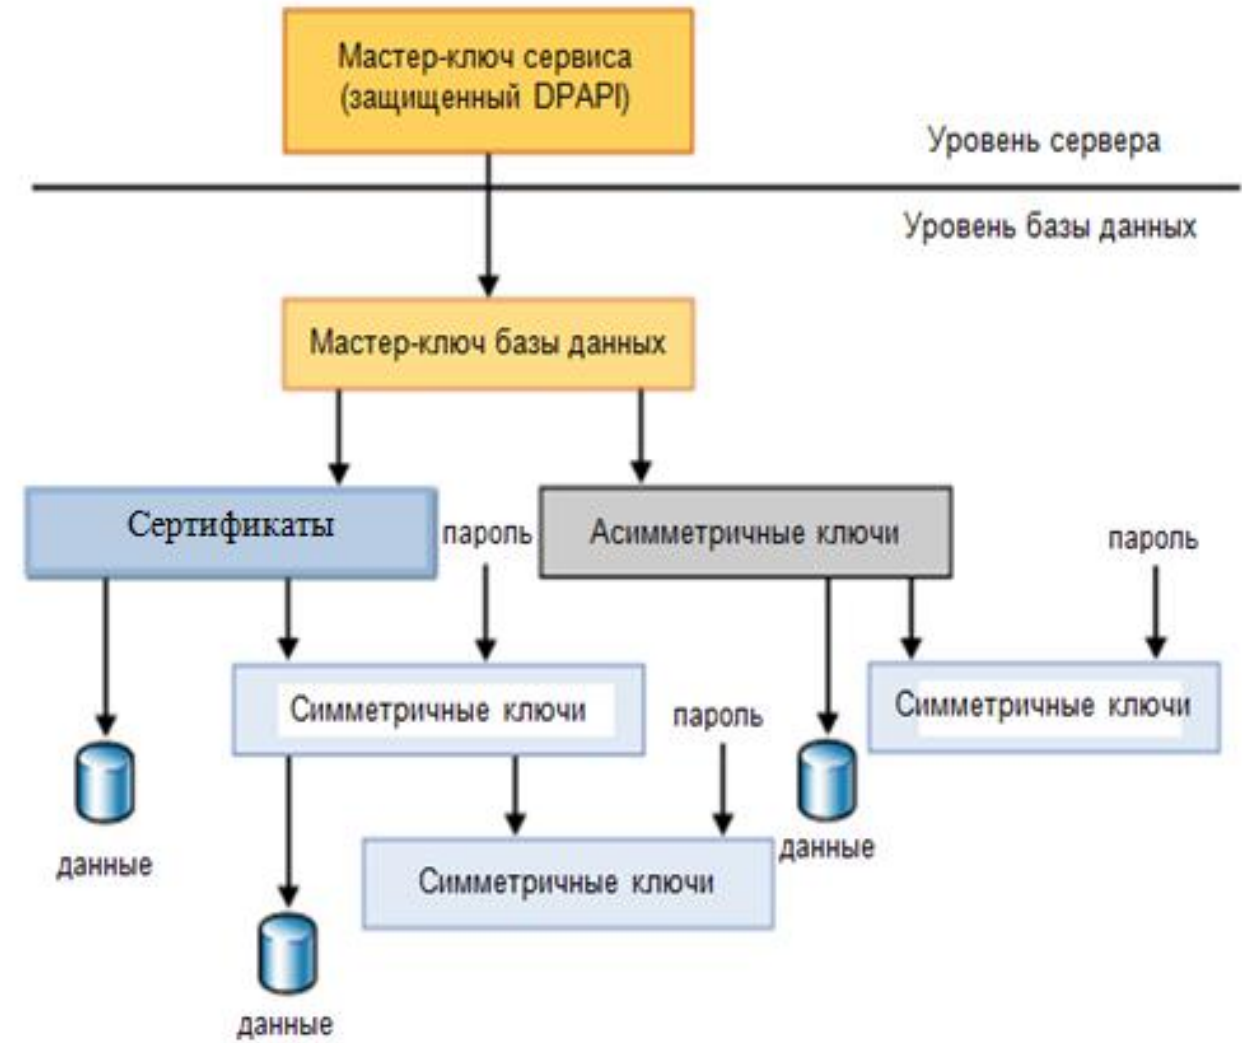 Мастер-ключ сервиса
(защищенный DPAPI)
Уровень сервера
Уровень базы данных
Мастер-ключ базы данных
Сертификаты
пароль
Асимметричные ключи
пароль
Симметричные ключи
пароль
Симметричные ключи
данные
данные
Симметричные ключи
данные